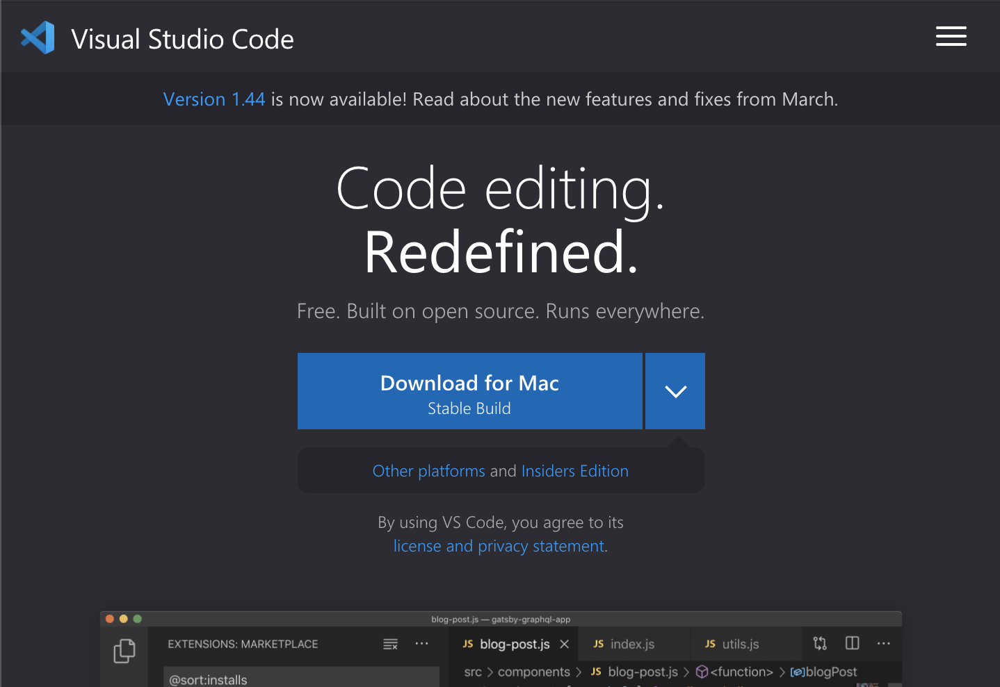 Visual Studio Code
Version 1.44 is now available! Read about the new features and fixes from March.
Code editing.
Redefined.
Free. Built on open source. Runs everywhere.
Download for Mac
Stable Build
Other platforms and Insiders Edition
By using VS Code, you agree to its
license and privacy statement.
blog-post.js — gatsby-graphql-app
EXTENSIONS: MARKETPLACE
JS blog-post.js JS index.js JS utils.js
src > components > JS blog-post.js > <function> > blogPost
@sort:installs